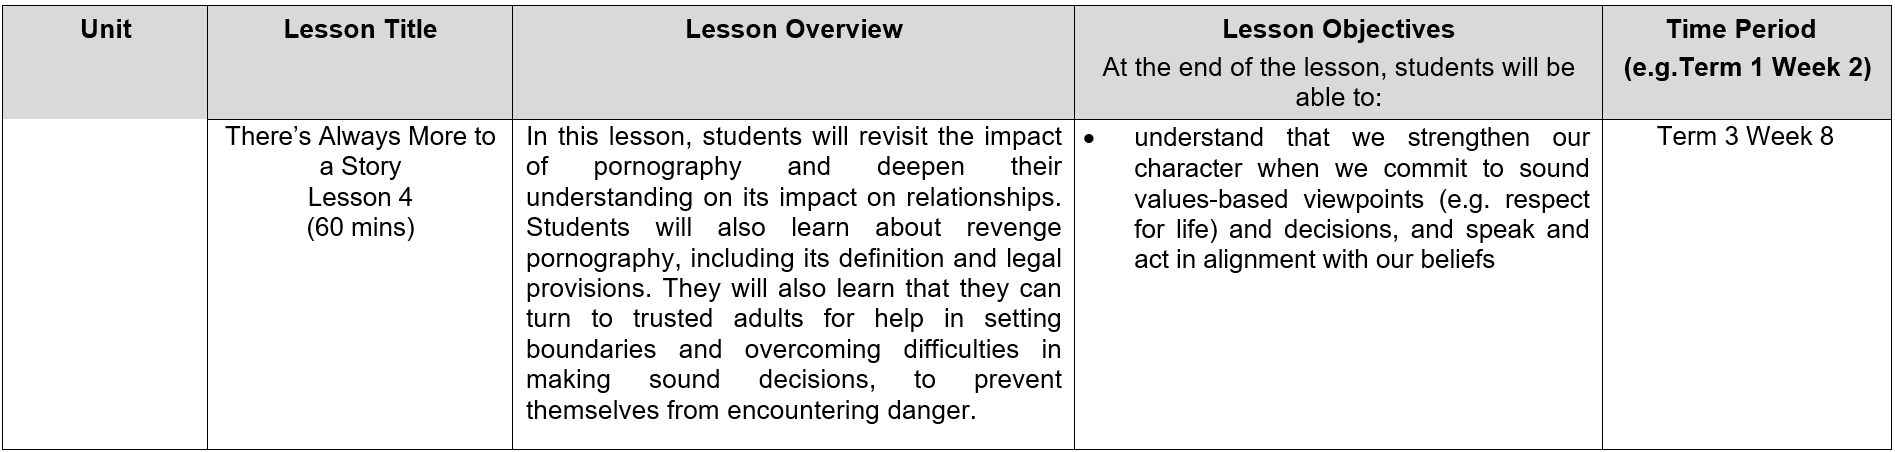 Unit
Lesson Title
Lesson Overview
Lesson Objectives
At the end of the lesson, students will be
able to:
Time Period
(e.g.Term 1 Week 2)
There’s Always More to
a Story
Lesson 4
(60 mins)
In this lesson, students will revisit the impact
of pornography and deepen their
understanding on its impact on relationships.
Students will also learn about revenge
pornography, including its definition and legal
provisions. They will also learn that they can
turn to trusted adults for help in setting
boundaries and overcoming difficulties in
making sound decisions, to prevent
themselves from encountering danger.
• understand that we strengthen our
character when we commit to sound
values-based viewpoints (e.g. respect
for life) and decisions, and speak and
act in alignment with our beliefs
Term 3 Week 8